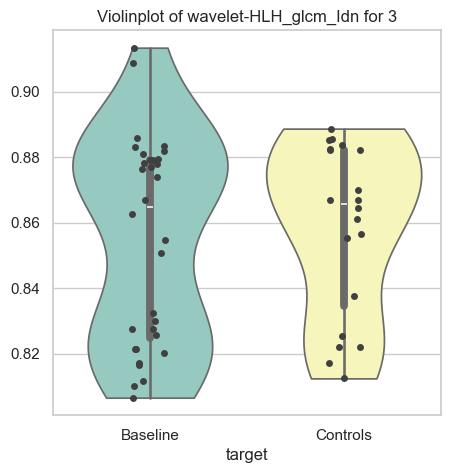 Violinplot of wavelet-HLH_glcm_Idn for 3
0.90
0.88
0.86
0.84
0.82
Baseline
Controls
target